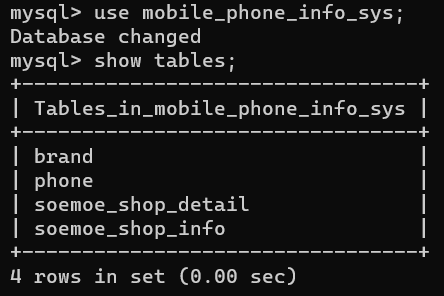 mysql> use mobile_phone_info_sys;
Database changed
mysql> show tables;
+---------------------------------+
| Tables_in_mobile_phone_info_sys |
+---------------------------------+
| brand                           |
| phone                           |
| soemoe_shop_detail              |
| soemoe_shop_info                |
+---------------------------------+
4 rows in set (0.00 sec)